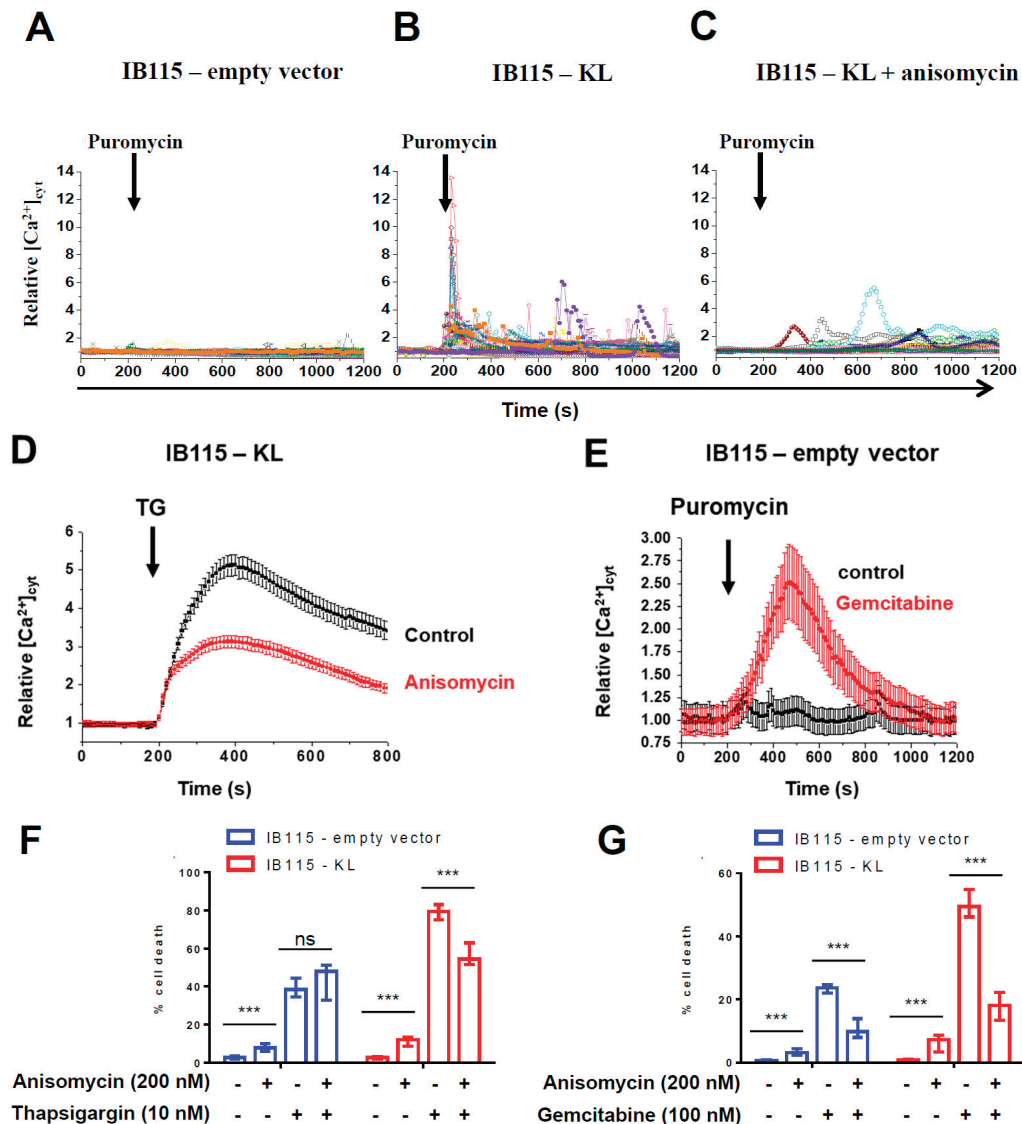 A
B
C
IB115 – empty vector
IB115 – KL
IB115 – KL + anisomycin
Puromycin
Puromycin
Puromycin
Relative [Ca2+]cyt
14
12
10
8
6
4
2
0 200 400 600 800 1000 1200
14
12
10
8
6
4
2
0 200 400 600 800 1000 1200
14
12
10
8
6
4
2
0 200 400 600 800 1000 1200
Time (s)
D
IB115 – KL
TG
Relative [Ca2+]cyt
6
5
4
3
2
1
Control
Anisomycin
0 200 400 600 800
Time (s)
E
IB115 – empty vector
Puromycin
Relative [Ca2+]cyt
3.00
2.75
2.50
2.25
2.00
1.75
1.50
1.25
1.00
0.75
control
Gemcitabine
0 200 400 600 800 1000 1200
Time (s)
F
IB115 - empty vector
IB115 - KL
% cell death
100
80
60
40
20
0
***
ns
***
***
Anisomycin (200 nM) - + - + - + - +
Thapsigargin (10 nM) - - + + - - + +
G
IB115 - empty vector
IB115 - KL
% cell death
60
40
20
0
***
***
***
***
Anisomycin (200 nM) - + - + - + - +
Gemcitabine (100 nM) - - + + - - + +